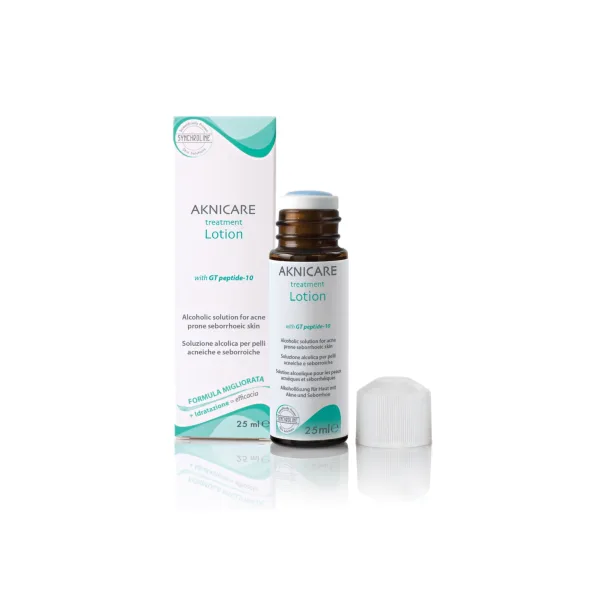 SYNCHROLINE
AKNICARE
treatment
Lotion
with GT peptide-10
Alcoholic solution for acne
prone seborrhoeic skin
Soluzione alcolica per pelli
acneiche e seborroiche
FORMULA MIGLIORATA
+ Idratazione = efficacia
25 ml ℮
AKNICARE
treatment
Lotion
with GT peptide-10
Alcoholic solution for acne
prone seborrhoeic skin
Soluzione alcolica per pelli
acneiche e seborroiche
Solution alcoolique pour les peaux
acnéiques et séborrhéiques
Alkohollösung für Haut mit
Akne und Seborrhoe
SYNCHROLINE
25ml℮